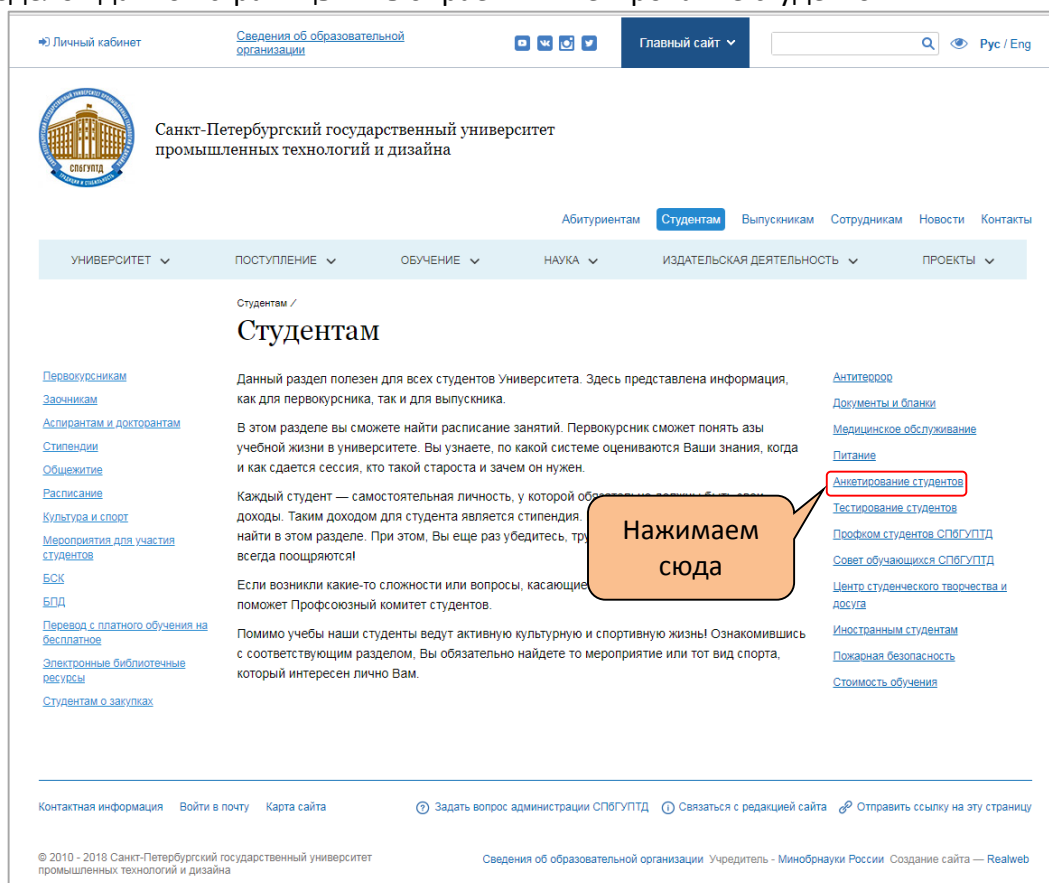 Личный кабинет
Сведения об образовательной
организации
Главный сайт
Рус / Eng
СПбГУПТД
Санкт-Петербургский государственный университет
промышленных технологий и дизайна
Абитуриентам Студентам Выпускникам Сотрудникам Новости Контакты
УНИВЕРСИТЕТ ПОСТУПЛЕНИЕ ОБУЧЕНИЕ НАУКА ИЗДАТЕЛЬСКАЯ ДЕЯТЕЛЬНОСТЬ ПРОЕКТЫ
Студентам /
Студентам
Первокурсникам
Заочникам
Аспирантам и докторантам
Стипендии
Общежитие
Расписание
Культура и спорт
Мероприятия для участия
студентов
БСК
БПД
Перевод с платного обучения на
бесплатное
Электронные библиотечные
ресурсы
Студентам о закупках
Данный раздел полезен для всех студентов Университета. Здесь представлена информация,
как для первокурсника, так и для выпускника.
В этом разделе вы сможете найти расписание занятий. Первокурсник сможет понять азы
учебной жизни в университете. Вы узнаете, по какой системе оцениваются Ваши знания, когда
и как сдается сессия, кто такой староста и зачем он нужен.
Каждый студент — самостоятельная личность, у которой
доходы. Таким доходом для студента является стипендия.
найти в этом разделе. При этом, Вы еще раз убедитесь,
всегда поощряются!
Если возникли какие-то сложности или вопросы,
поможет Профсоюзный комитет студентов.
Помимо учебы наши студенты ведут активную культурную и спортивную жизнь! Ознакомившись
с соответствующим разделом, Вы обязательно найдете то мероприятие или тот вид спорта,
который интересен лично Вам.
Нажимаем
сюда
Антитеррор
Документы и бланки
Медицинское обслуживание
Питание
Анкетирование студентов
Тестирование студентов
Профком студентов СПбГУПТД
Совет обучающихся СПбГУПТД
Центр студенческого творчества и
досуга
Иностранным студентам
Пожарная безопасность
Стоимость обучения
Контактная информация Войти в почту Карта сайта Задать вопрос администрации СПбГУПТД Связаться с редакцией сайта Отправить ссылку на эту страницу
© 2010 - 2018 Санкт-Петербургский государственный университет
промышленных технологий и дизайна
Сведения об образовательной организации Учредитель - Минобрнауки России Создание сайта — Realweb